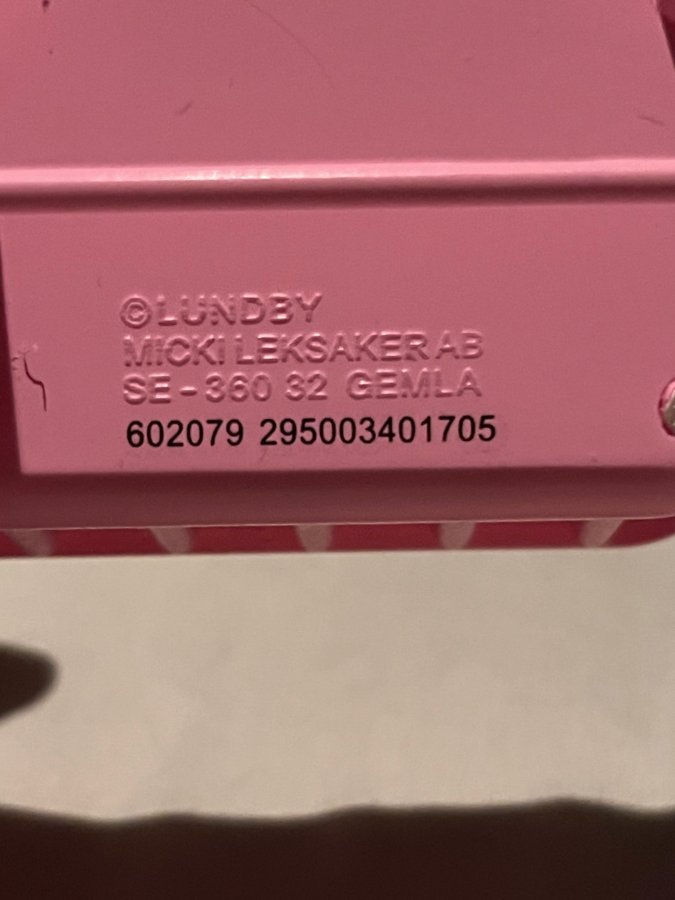 ©LUNDBY
MICKI LEKSAKER AB
SE-360 32 GEMLA
602079 295003401705